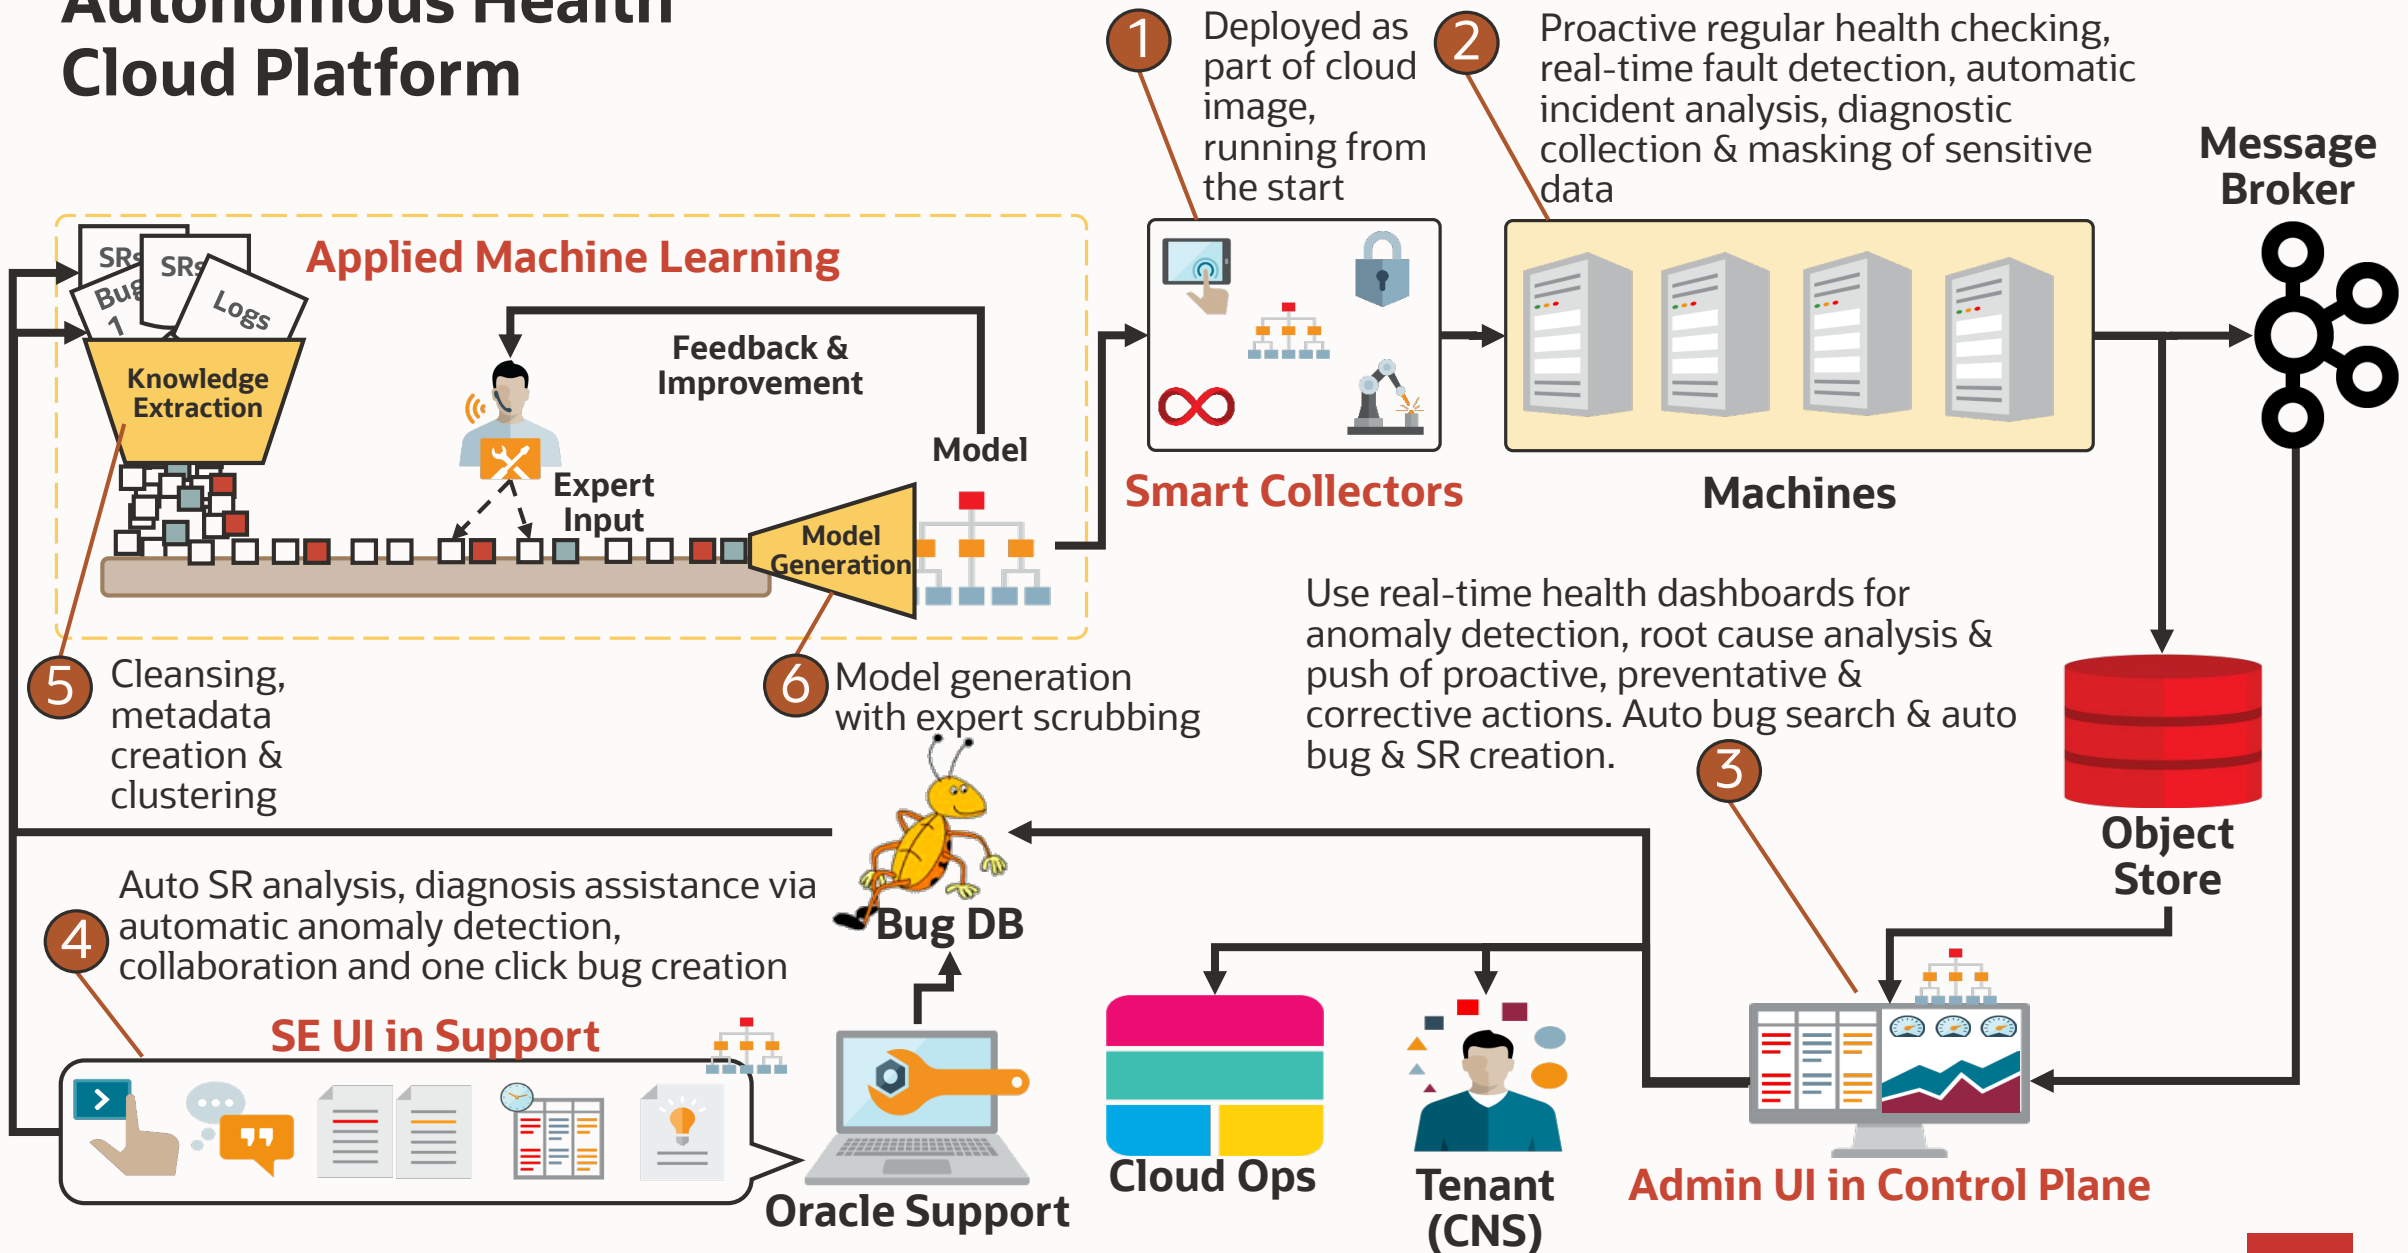 Autonomous Health
Cloud Platform
1
Deployed as
part of cloud
image,
running from
the start
2
Proactive regular health checking,
real-time fault detection, automatic
incident analysis, diagnostic
collection & masking of sensitive
data
Message
Broker
SRs
SRs
Bug
1
Logs
Applied Machine Learning
Knowledge
Extraction
Feedback &
Improvement
Expert
Input
Model
Model
Generation
Smart Collectors
Machines
5
Cleansing,
metadata
creation &
clustering
6
Model generation
with expert scrubbing
Use real-time health dashboards for
anomaly detection, root cause analysis &
push of proactive, preventative &
corrective actions. Auto bug search & auto
bug & SR creation.
3
Object
Store
4
Auto SR analysis, diagnosis assistance via
automatic anomaly detection,
collaboration and one click bug creation
Bug DB
SE UI in Support
Oracle Support
Cloud Ops
Tenant
(CNS)
Admin UI in Control Plane